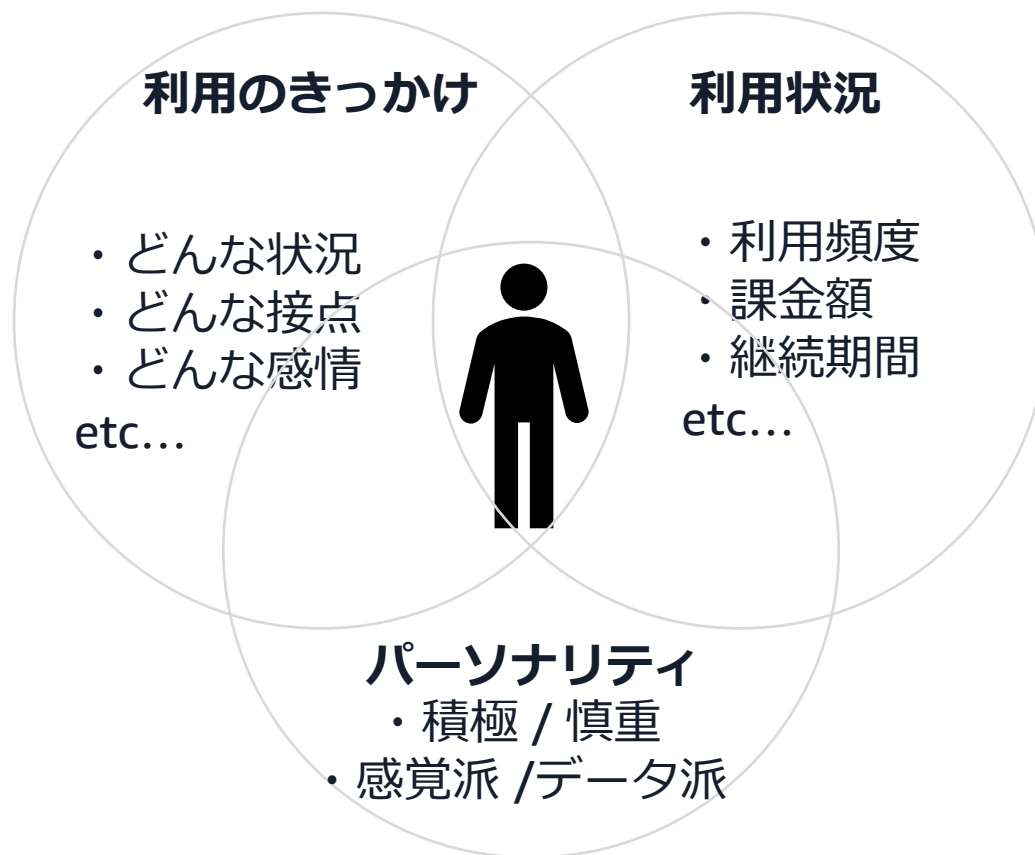 利用のきっかけ
・どんな状況
・どんな接点
・どんな感情
etc…
利用状況
・利用頻度
・課金額
・継続期間
etc…
パーソナリティ
・積極 / 慎重
・感覚派 /データ派